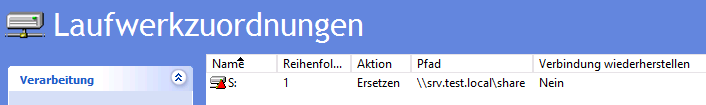 Laufwerkzuordnungen
Verarbeitung
Name Reihenfol... Aktion Pfad Verbindung wiederherstellen
S: 1 Ersetzen \\srv.test.local\share Nein